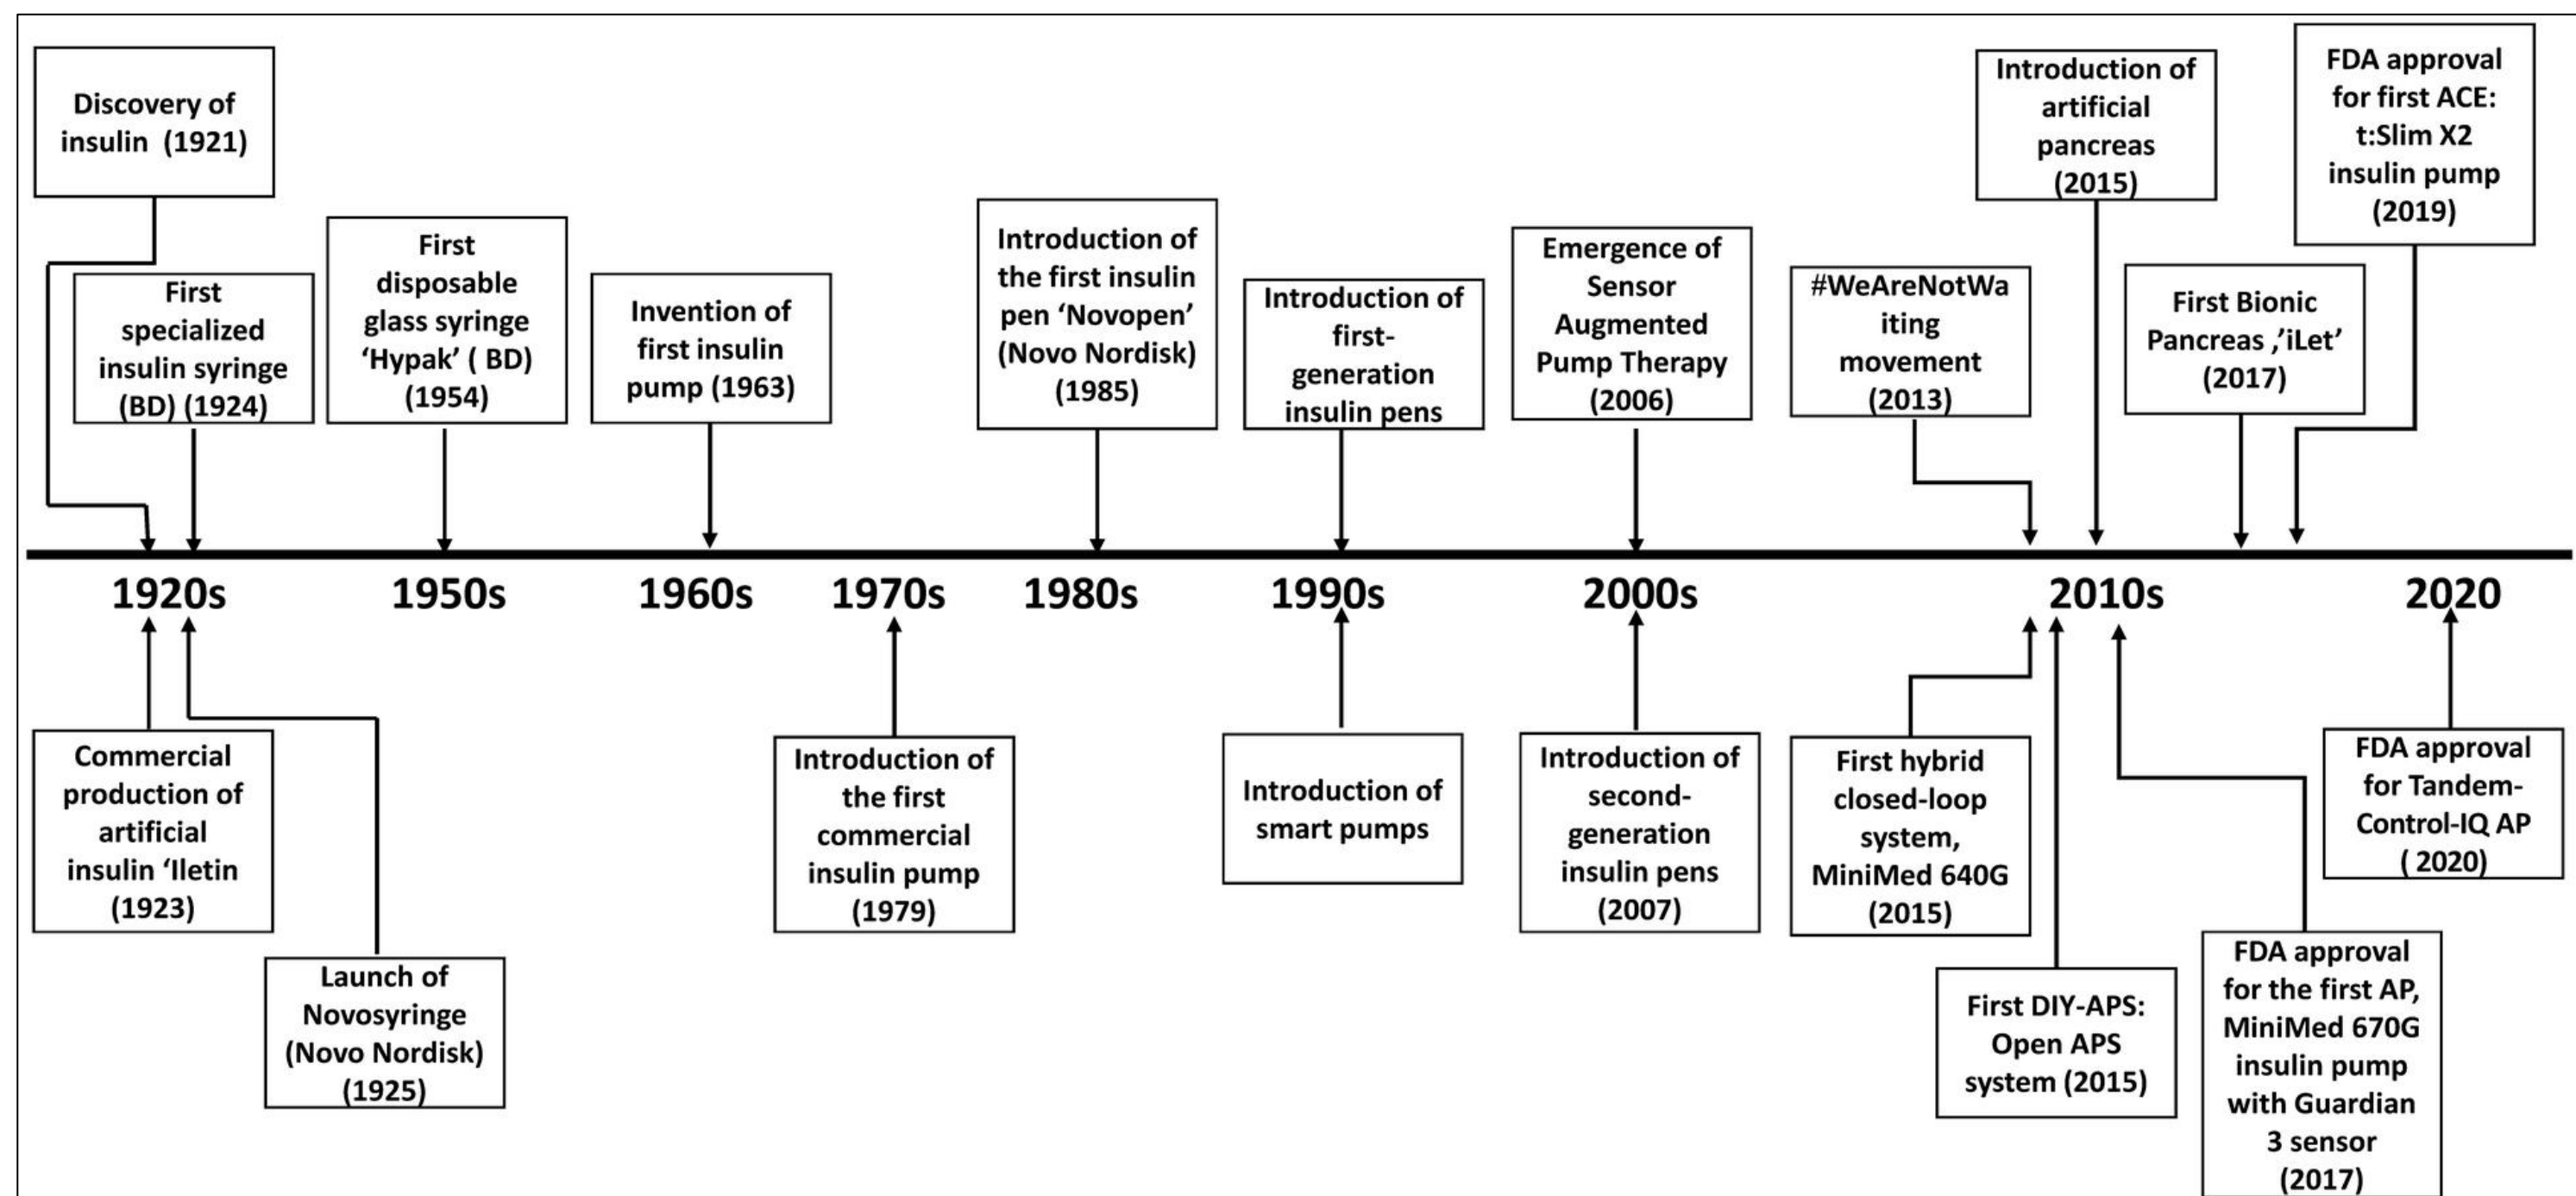 Discovery of
insulin  (1921)
First
specialized
insulin syringe
(BD) (1924)
First
disposable
glass syringe
‘Hypak’ ( BD)
(1954)
Invention of
first insulin
pump (1963)
Introduction of
the first insulin
pen ‘Novopen’
(Novo Nordisk)
(1985)
Introduction of
first-
generation
insulin pens
Emergence of
Sensor
Augmented
Pump Therapy
(2006)
#WeAreNotWa
iting
movement
(2013)
Introduction of
artificial
pancreas
(2015)
First Bionic
Pancreas ,’iLet’
(2017)
FDA approval
for first ACE:
t:Slim X2
insulin pump
(2019)
1920s
1950s
1960s
1970s
1980s
1990s
2000s
2010s
2020
Commercial
production of
artificial
insulin ‘Iletin
(1923)
Launch of
Novosyringe
(Novo Nordisk)
(1925)
Introduction of
the first
commercial
insulin pump
(1979)
Introduction of
smart pumps
Introduction of
second-
generation
insulin pens
(2007)
First hybrid
closed-loop
system,
MiniMed 640G
(2015)
First DIY-APS:
Open APS
system (2015)
FDA approval
for the first AP,
MiniMed 670G
insulin pump
with Guardian
3 sensor
(2017)
FDA approval
for Tandem-
Control-IQ AP
( 2020)